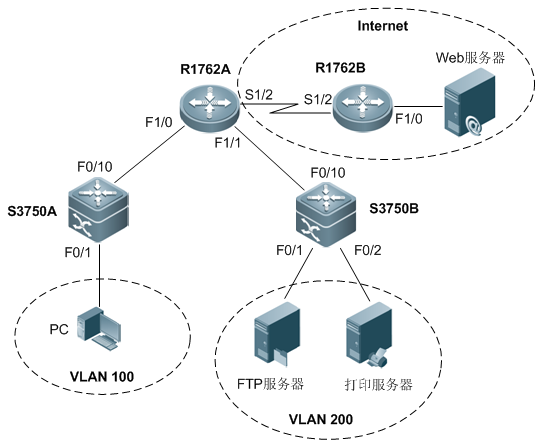 Internet
R1762A
R1762B
Web服务器
S1/2
S1/2
F1/0
F1/0
F1/1
F0/10
F0/10
S3750A
S3750B
F0/1
F0/1
F0/2
PC
VLAN 100
FTP服务器
打印服务器
VLAN 200